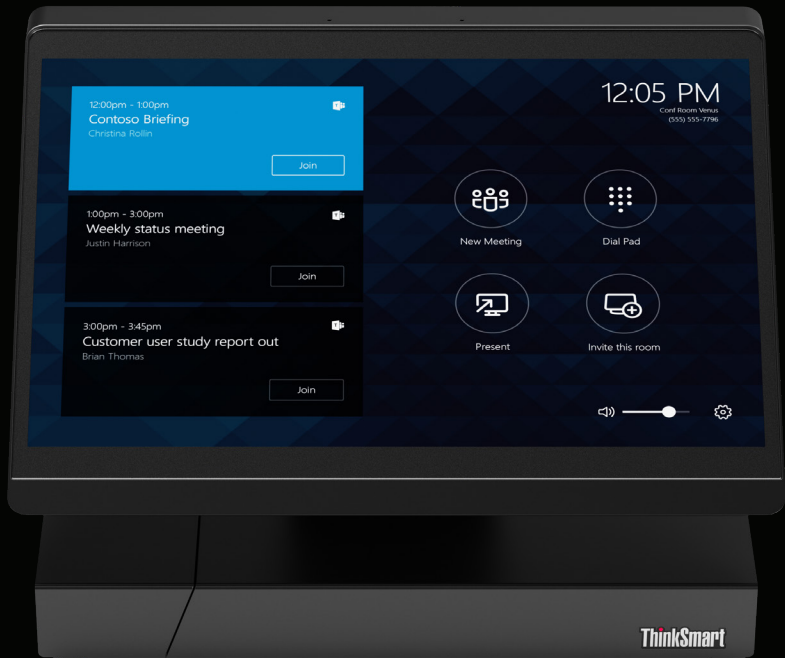 12:00pm - 1:00pm
Contoso Briefing
Christina Rollin
Join
1:00pm - 3:00pm
Weekly status meeting
Justin Harrison
Join
3:00pm - 3:45pm
Customer user study report out
Brian Thomas
Join
12:05 PM
Conf Room Venus
(555) 555-7796
New Meeting
Dial Pad
Present
Invite this room
ThinkSmart